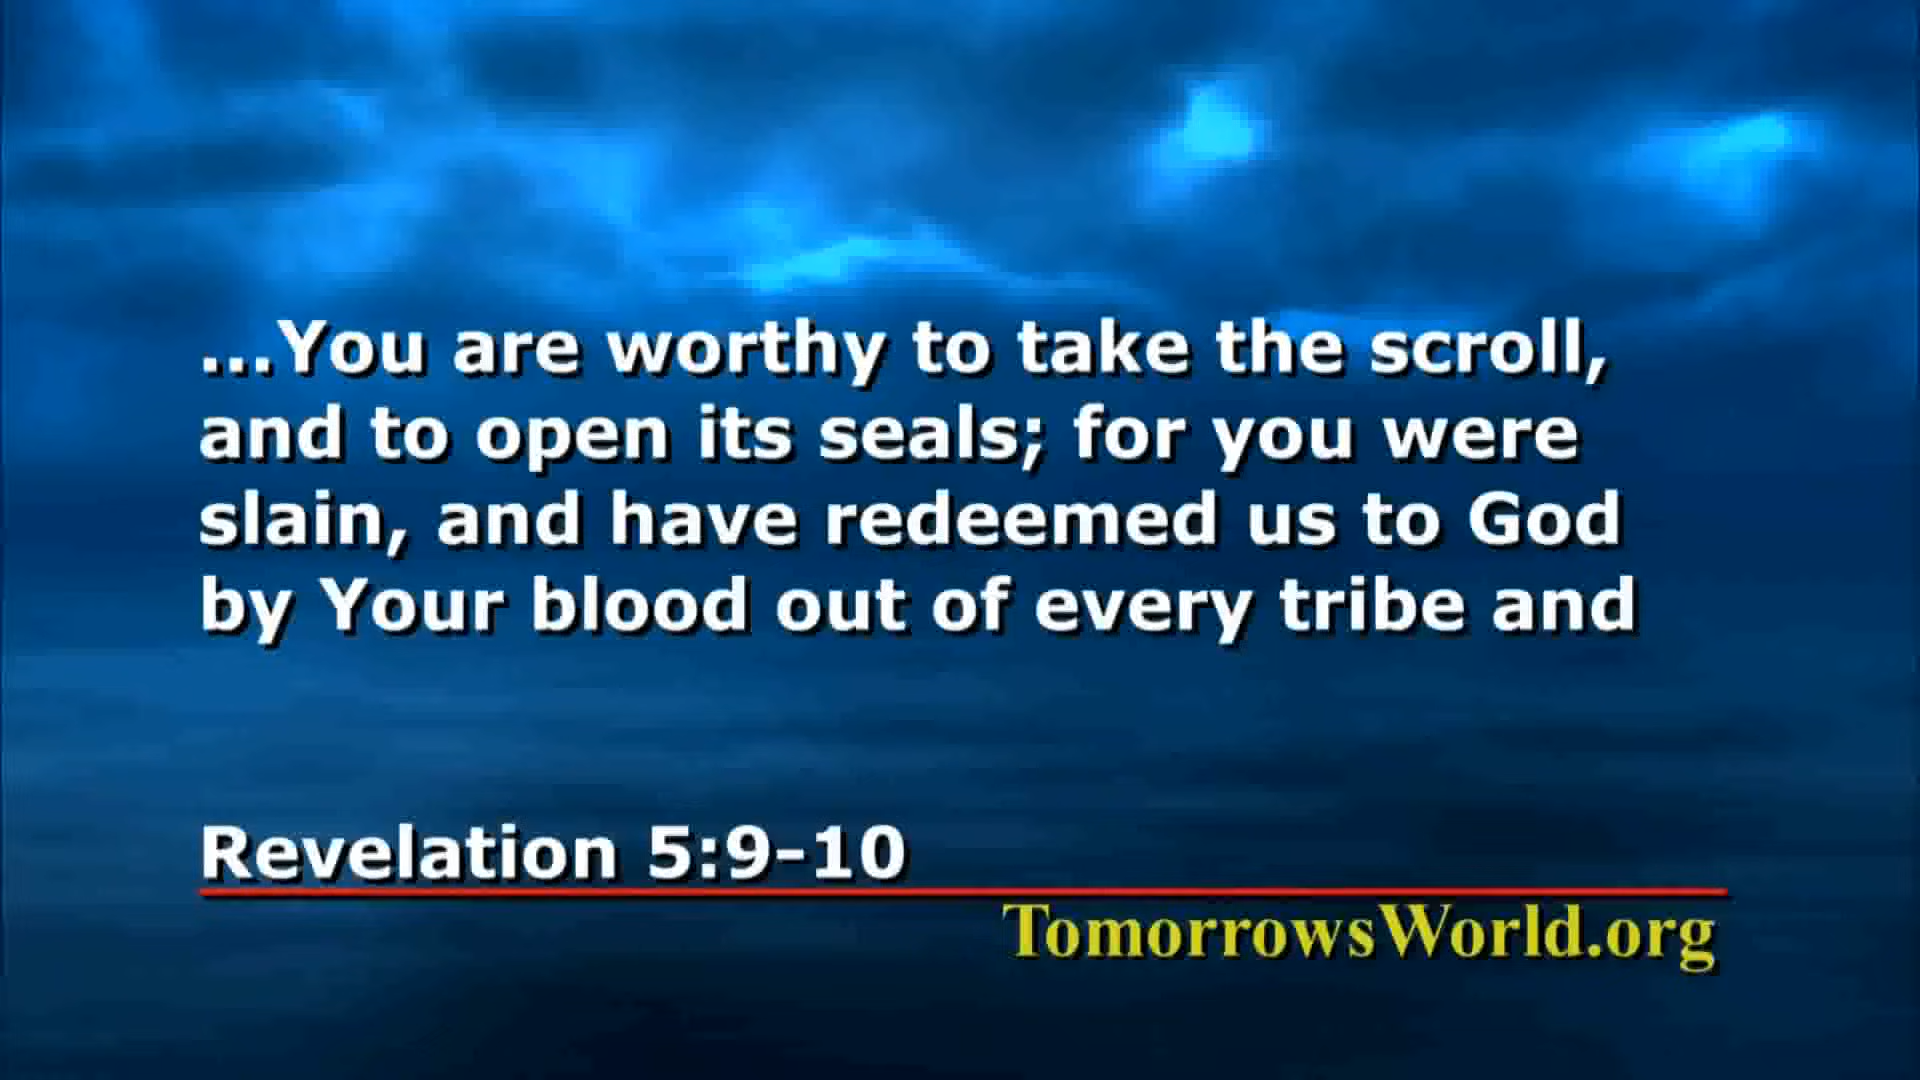 ...You are worthy to take the scroll,
and to open its seals; for you were
slain, and have redeemed us to God
by Your blood out of every tribe and
Revelation 5:9-10
TomorrowsWorld.org